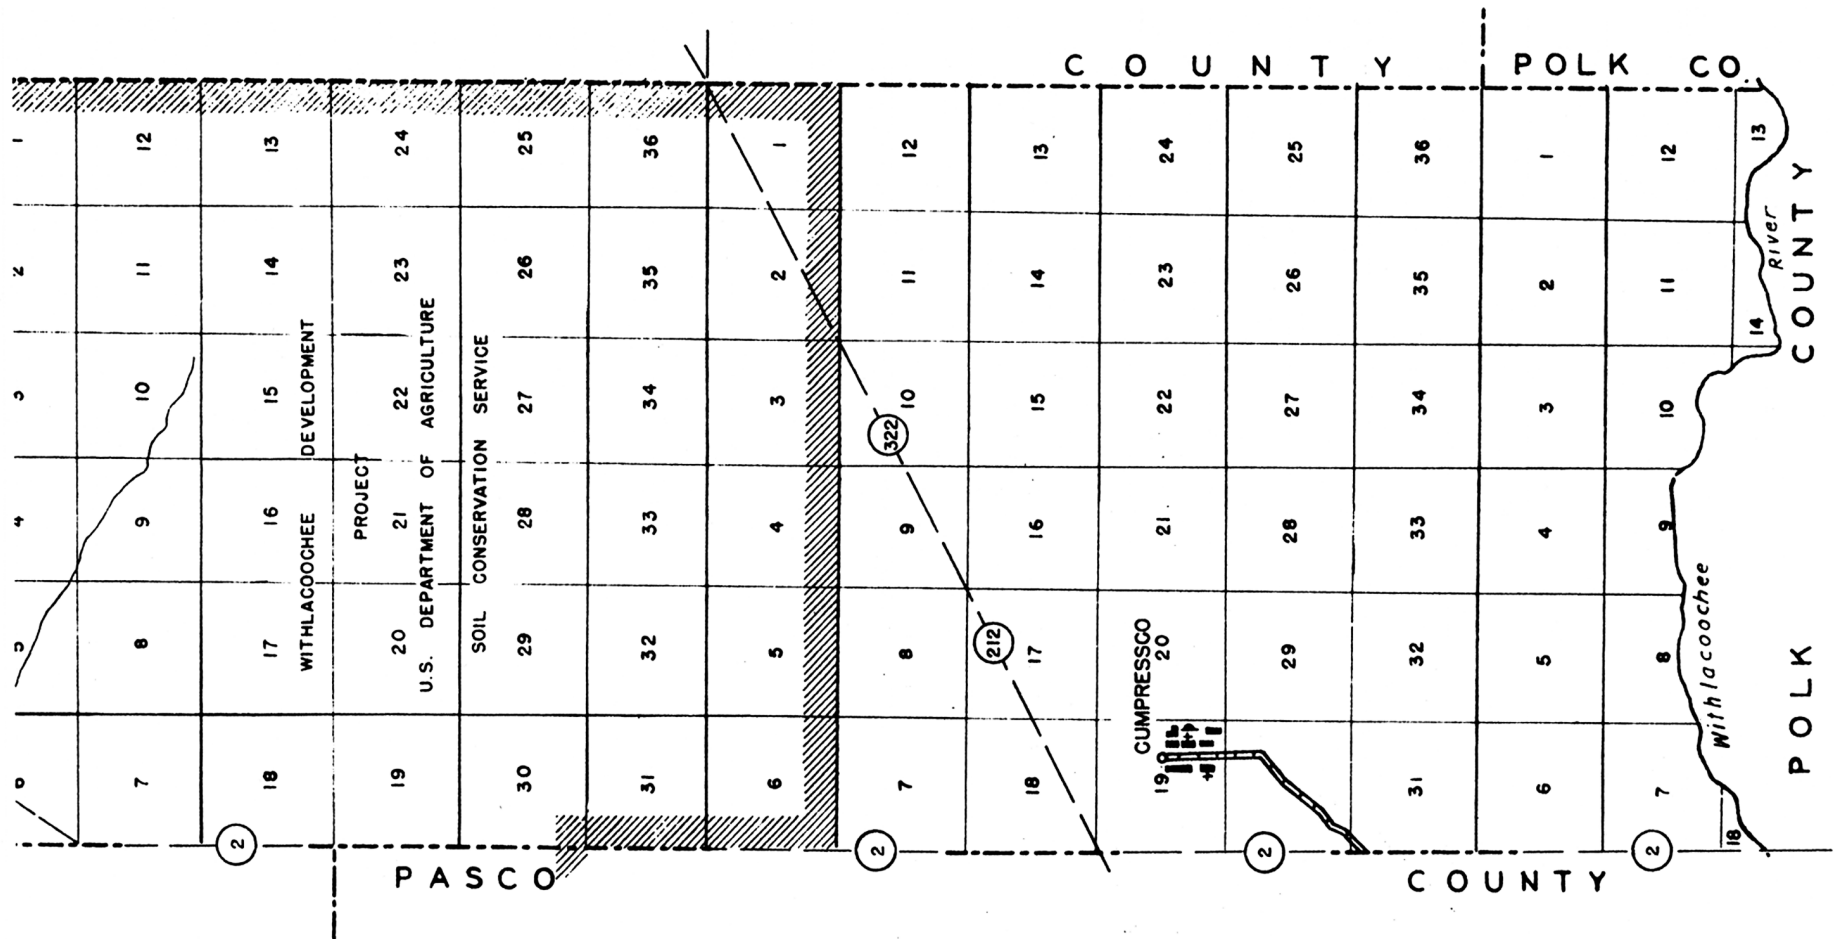 COUNTY POLK CO.
1 12 13 24 25 36 1 12 13 24 25 36 1 12 13
2 11 14 23 26 35 2 11 14 23 26 35 2 11 14
3 10 15 22 27 34 3 10 15 22 27 34 3 10
4 9 16 21 28 33 4 9 16 21 28 33 4 9
5 8 17 20 29 32 5 8 17 20 29 32 5 8
6 7 18 19 30 31 6 7 18 19 31 6 7 18
WITHLACOOCHEE DEVELOPMENT
PROJECT
U.S. DEPARTMENT OF AGRICULTURE
SOIL CONSERVATION SERVICE
322
212
CUMPRESSCO
Withlacoochee River
POLK COUNTY
2 2 2 2
PASCO COUNTY